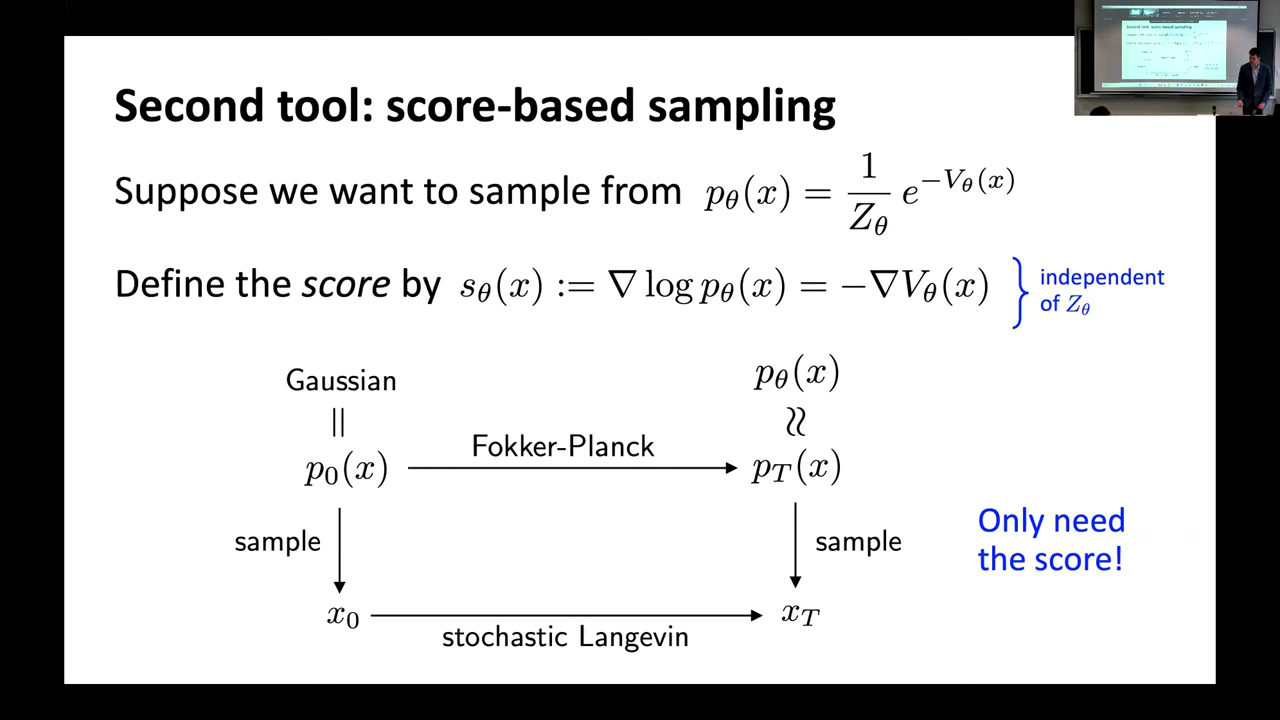 Second tool: score-based sampling
Suppose we want to sample from $p_\theta(x) = \frac{1}{Z_\theta} e^{-V_\theta(x)}$
Define the score by $s_\theta(x) := \nabla \log p_\theta(x) = -\nabla V_\theta(x)$ } independent
of $Z_\theta$
Gaussian
$p_\theta(x)$
=
≈
$p_0(x)$
Fokker-Planck
$p_T(x)$
sample
sample
Only need
the score!
$x_0$
stochastic Langevin
$x_T$